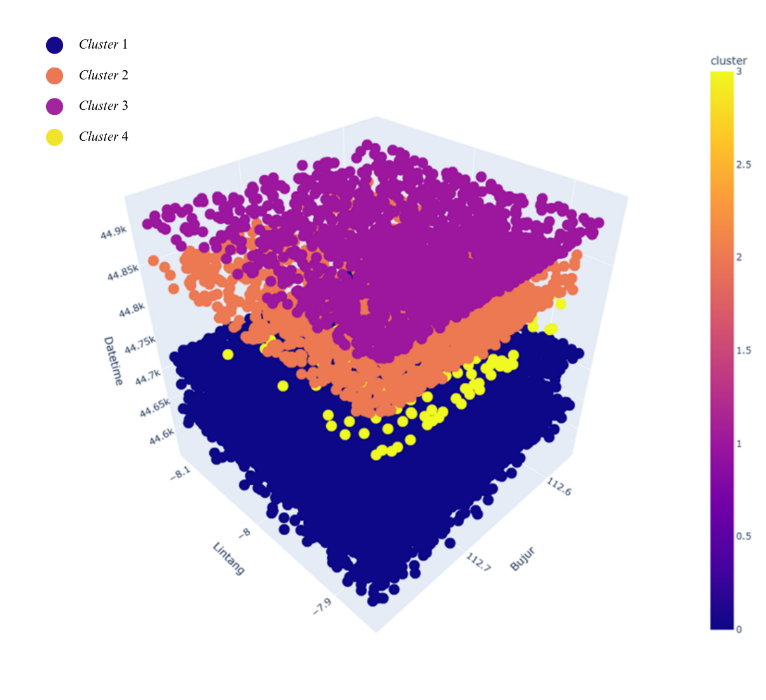 Cluster 1
Cluster 2
Cluster 3
Cluster 4
cluster
3
2.5
2
1.5
1
0.5
0
44.9k
44.85k
44.8k
44.75k
44.7k
44.65k
44.6k
Datetime
−8.1
−8
−7.9
Lintang
112.6
112.7
Bujur